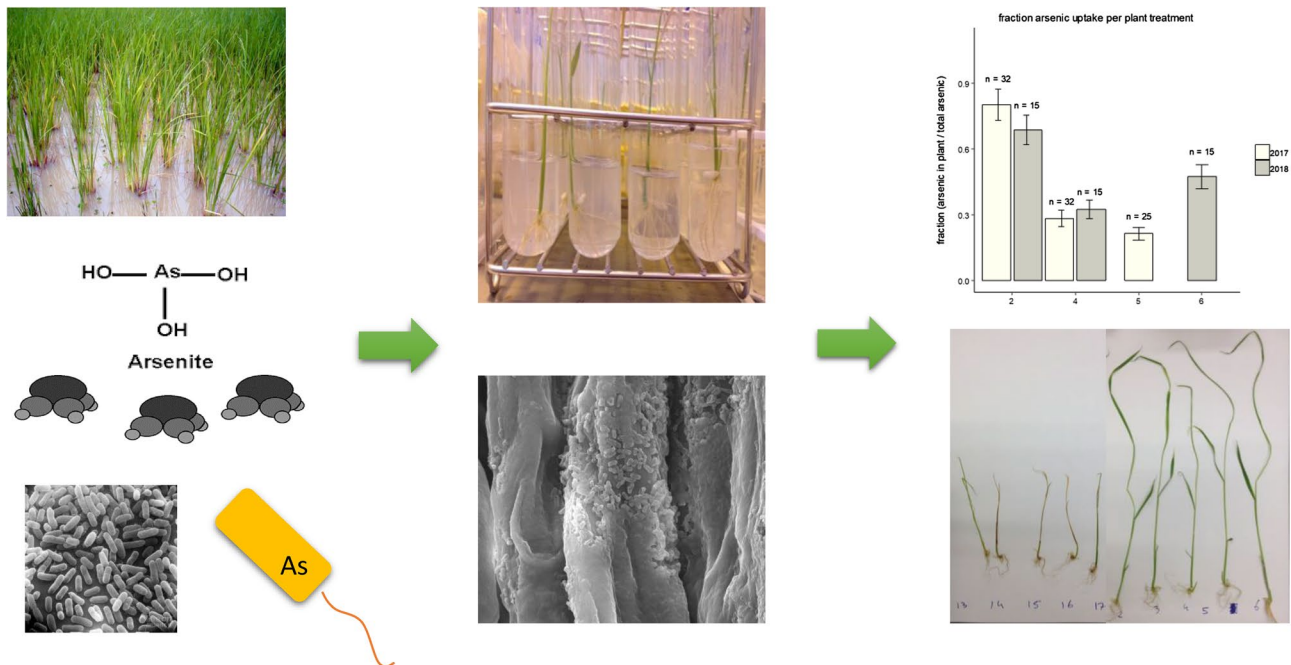 HO
As
OH
OH
Arsenite
As
fraction arsenic uptake per plant treatment
fraction (arsenic in plant / total arsenic)
0.9
0.6
0.3
0.0
n = 32
n = 15
n = 32
n = 15
n = 25
n = 15
2
4
5
6
2017
2018
13 14 15 16 17 2 3 4 5 6